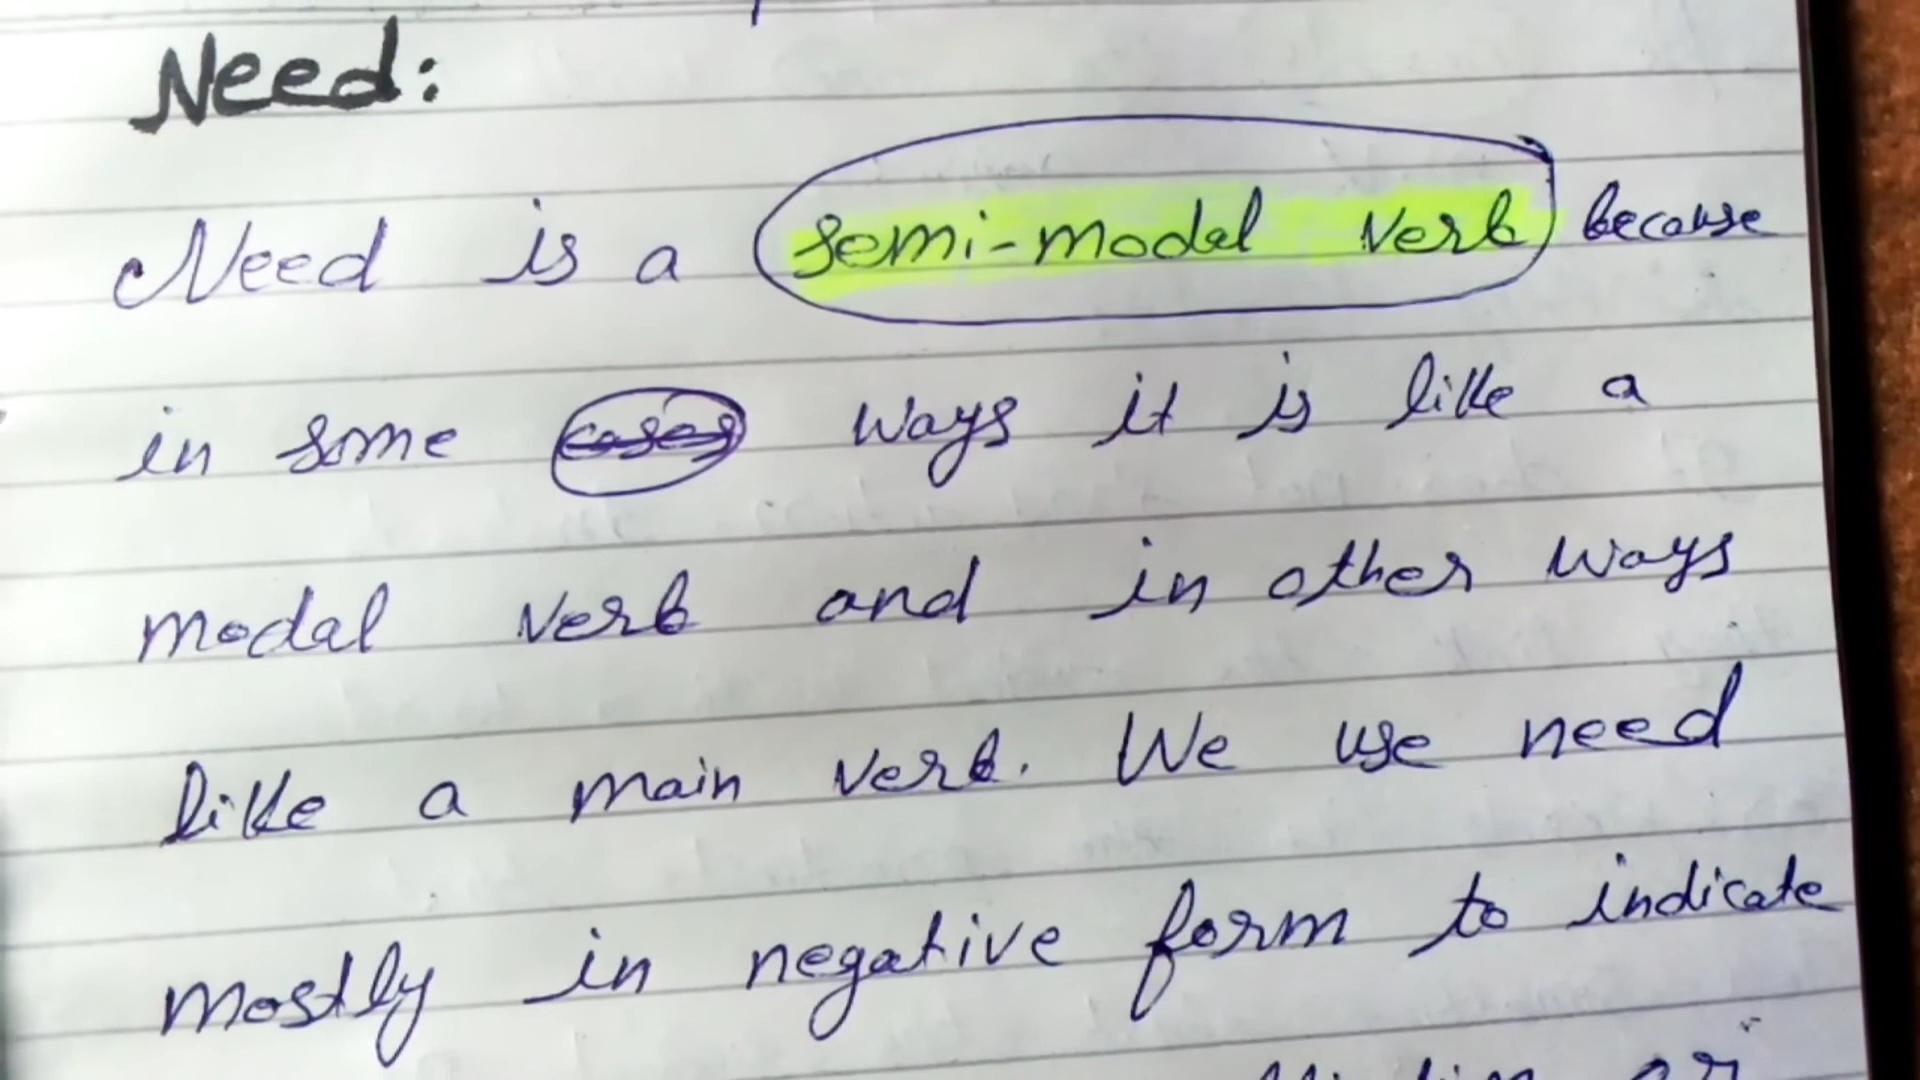 Need:
Need is a semi-modal verb because
in some cases ways it is like a
modal verb and in other ways
like a main verb. We use need
mostly in negative form to indicate
or